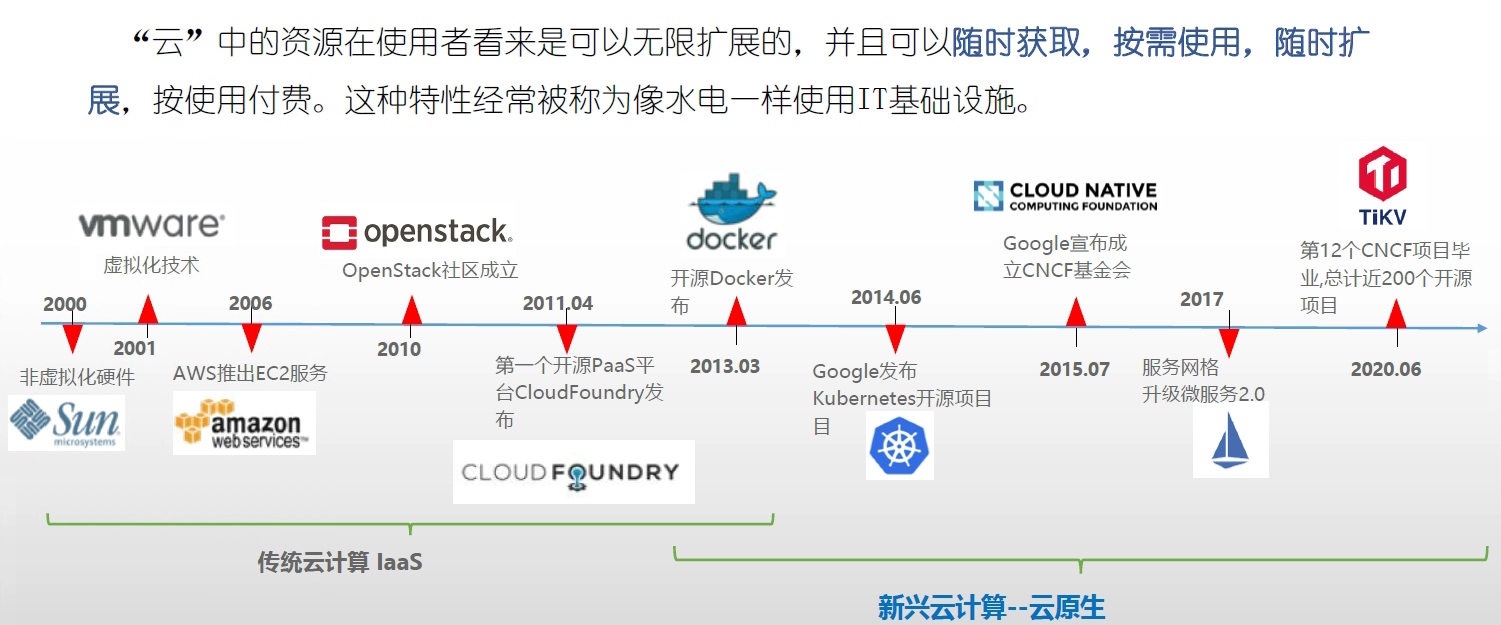 “云”中的资源在使用者看来是可以无限扩展的，并且可以随时获取，按需使用，随时扩
展，按使用付费。这种特性经常被称为像水电一样使用IT基础设施。
vmware
虚拟化技术
openstack.
OpenStack社区成立
docker
开源Docker发
布
CLOUD NATIVE
COMPUTING FOUNDATION
Google宣布成
立CNCF基金会
TiKV
第12个CNCF项目毕
业,总计近200个开源
项目
2000
2001
2006
2010
2011.04
2013.03
2014.06
2015.07
2017
2020.06
非虚拟化硬件
Sun
microsystems
AWS推出EC2服务
amazon
webservices™
第一个开源PaaS平
台CloudFoundry发
布
CLOUD FOUNDRY
Google发布
Kubernetes开源项目
目
服务网格
升级微服务2.0
传统云计算 IaaS
新兴云计算--云原生